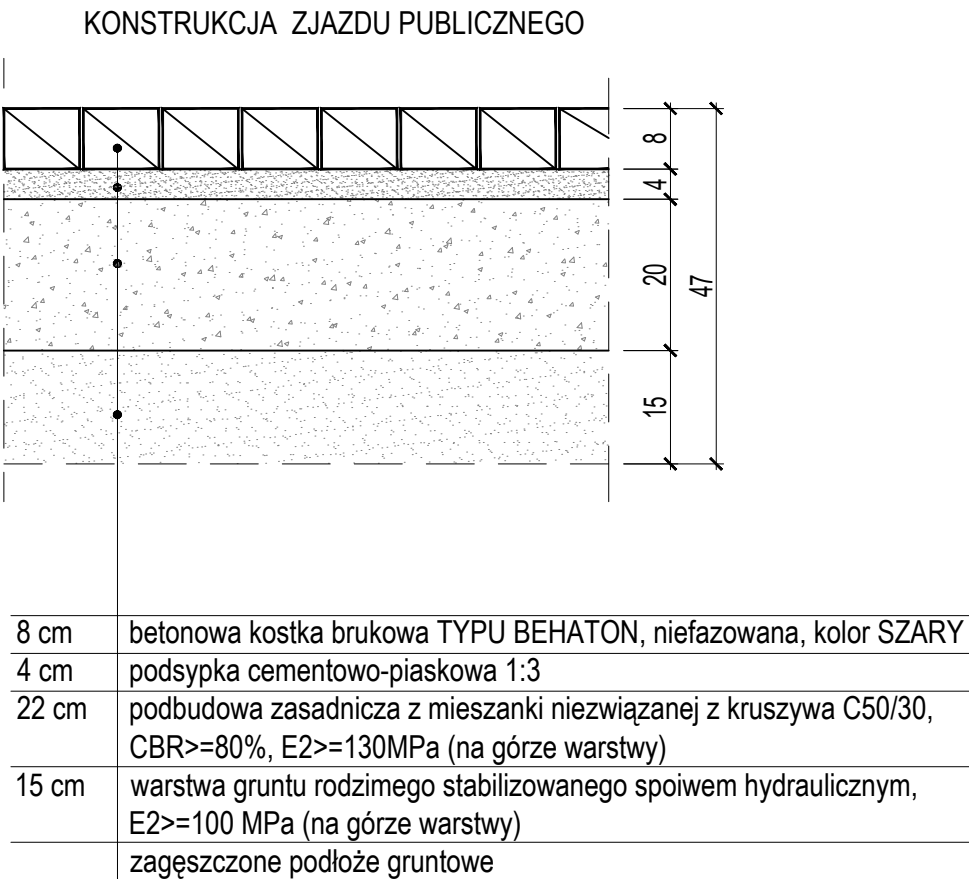 KONSTRUKCJA ZJAZDU PUBLICZNEGO
8
4
20
47
15
8 cm betonowa kostka brukowa TYPU BEHATON, niefazowana, kolor SZARY
4 cm podsypka cementowo-piaskowa 1:3
22 cm podbudowa zasadnicza z mieszanki niezwiązanej z kruszywa C50/30,
CBR>=80%, E2>=130MPa (na górze warstwy)
15 cm warstwa gruntu rodzimego stabilizowanego spoiwem hydraulicznym,
E2>=100 MPa (na górze warstwy)
zagęszczone podłoże gruntowe